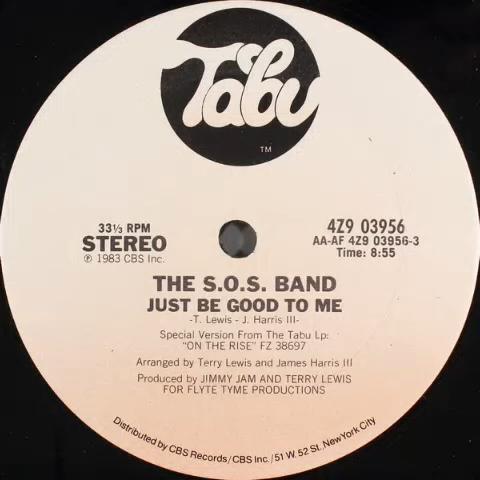 Tabu
TM
33⅓ RPM
STEREO
℗ 1983 CBS Inc.
4Z9 03956
AA-AF 4Z9 03956-3
Time: 8:55
THE S.O.S. BAND
JUST BE GOOD TO ME
-T. Lewis - J. Harris III-
Special Version From The Tabu Lp:
"ON THE RISE" FZ 38697
Arranged by Terry Lewis and James Harris III
Produced by JIMMY JAM AND TERRY LEWIS
FOR FLYTE TYME PRODUCTIONS
Distributed by CBS Records/CBS Inc./51 W. 52 St. New York City